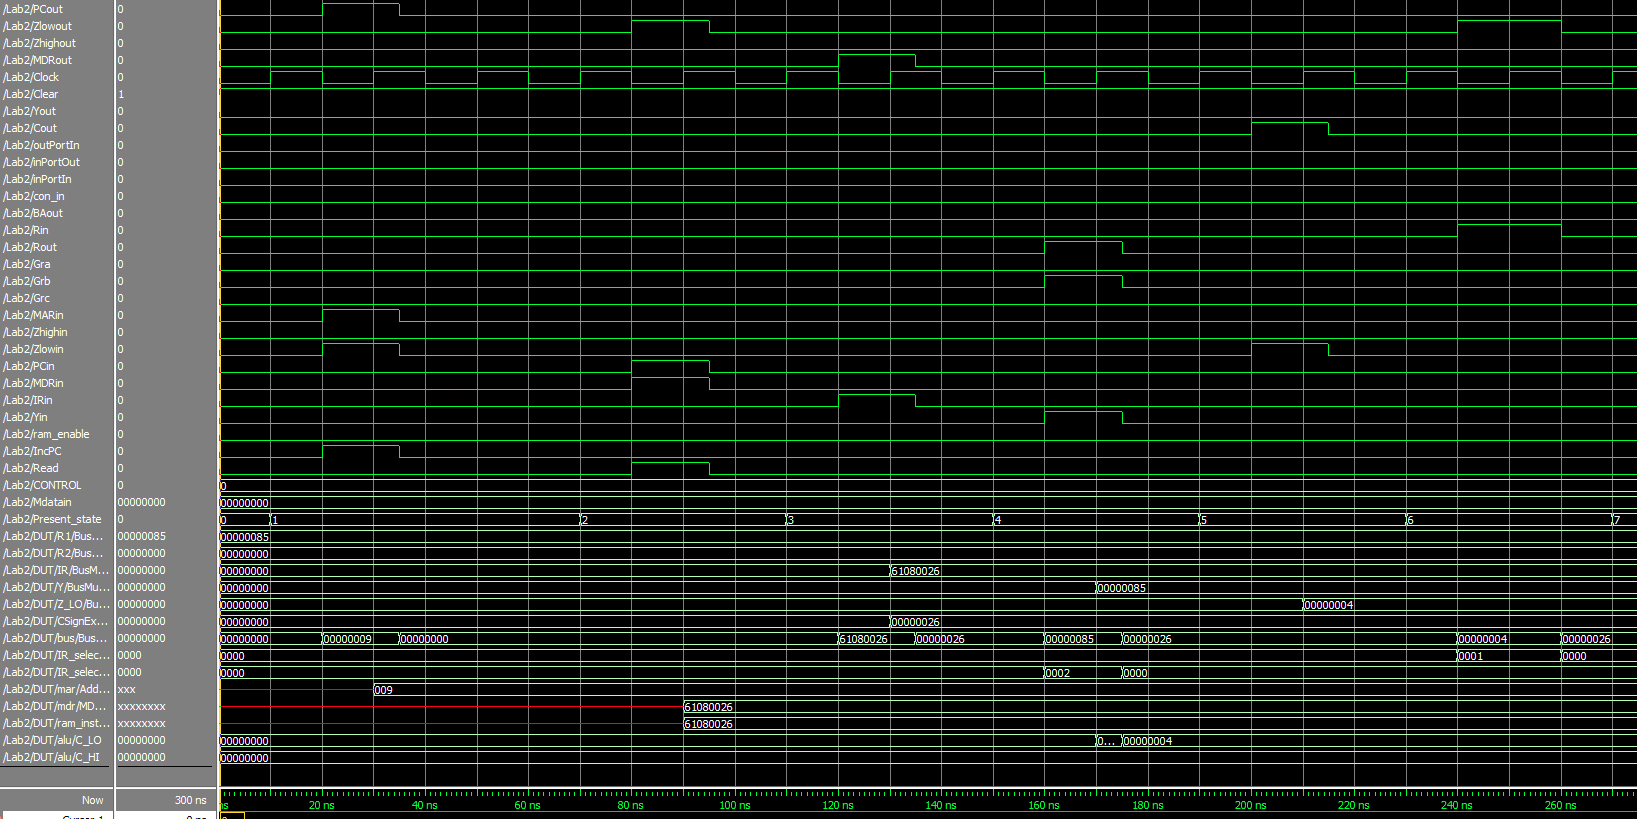 /Lab2/PCout 0
/Lab2/Zlowout 0
/Lab2/Zhighout 0
/Lab2/MDRout 0
/Lab2/Clock 0
/Lab2/Clear 1
/Lab2/Yout 0
/Lab2/Cout 0
/Lab2/outPortIn 0
/Lab2/inPortOut 0
/Lab2/inPortIn 0
/Lab2/con_in 0
/Lab2/BAout 0
/Lab2/Rin 0
/Lab2/Rout 0
/Lab2/Gra 0
/Lab2/Grb 0
/Lab2/Grc 0
/Lab2/MARin 0
/Lab2/Zhighin 0
/Lab2/Zlowin 0
/Lab2/PCin 0
/Lab2/MDRin 0
/Lab2/IRin 0
/Lab2/Yin 0
/Lab2/ram_enable 0
/Lab2/IncPC 0
/Lab2/Read 0
/Lab2/CONTROL 0 0
/Lab2/Mdatain 00000000 00000000
/Lab2/Present_state 0 0 1 2 3 4 5 6 7
/Lab2/DUT/R1/Bus... 00000085 00000085
/Lab2/DUT/R2/Bus... 00000000 00000000
/Lab2/DUT/IR/BusM... 00000000 00000000 61080026
/Lab2/DUT/Y/BusMu... 00000000 00000000 00000085
/Lab2/DUT/Z_LO/Bu... 00000000 00000000 00000004
/Lab2/DUT/CSignEx... 00000000 00000000 00000026
/Lab2/DUT/bus/Bus... 00000000 00000000 00000009 00000000 61080026 00000026 00000085 00000026 00000004 00000026
/Lab2/DUT/IR_selec... 0000 0000 0001 0000
/Lab2/DUT/IR_selec... 0000 0000 0002 0000
/Lab2/DUT/mar/Add... xxx 009
/Lab2/DUT/mdr/MD... xxxxxxxx 61080026
/Lab2/DUT/ram_inst... xxxxxxxx 61080026
/Lab2/DUT/alu/C_LO 00000000 00000000 0... 00000004
/Lab2/DUT/alu/C_HI 00000000 00000000
Now 300 ns ns 20 ns 40 ns 60 ns 80 ns 100 ns 120 ns 140 ns 160 ns 180 ns 200 ns 220 ns 240 ns 260 ns